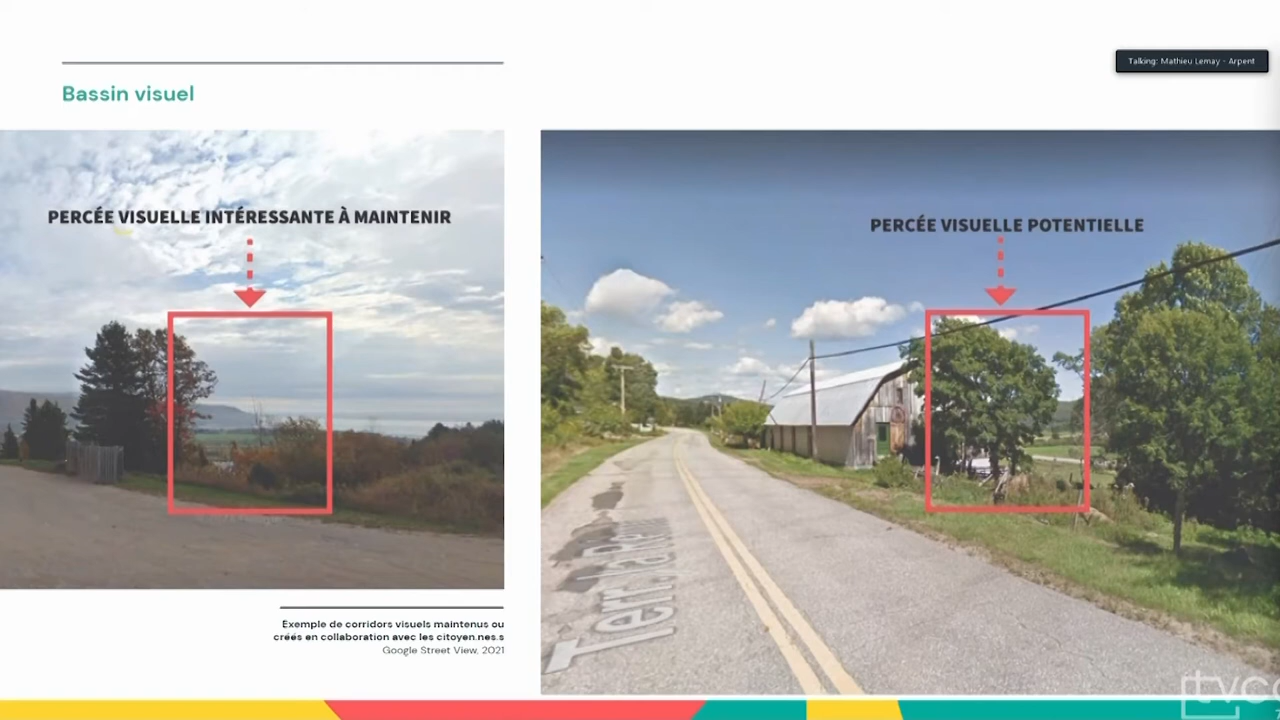 Talking: Mathieu Lemay - Arpent
Bassin visuel
PERCÉE VISUELLE INTÉRESSANTE À MAINTENIR
PERCÉE VISUELLE POTENTIELLE
Exemple de corridors visuels maintenus ou
créés en collaboration avec les citoyen.nes.s
Google Street View, 2021